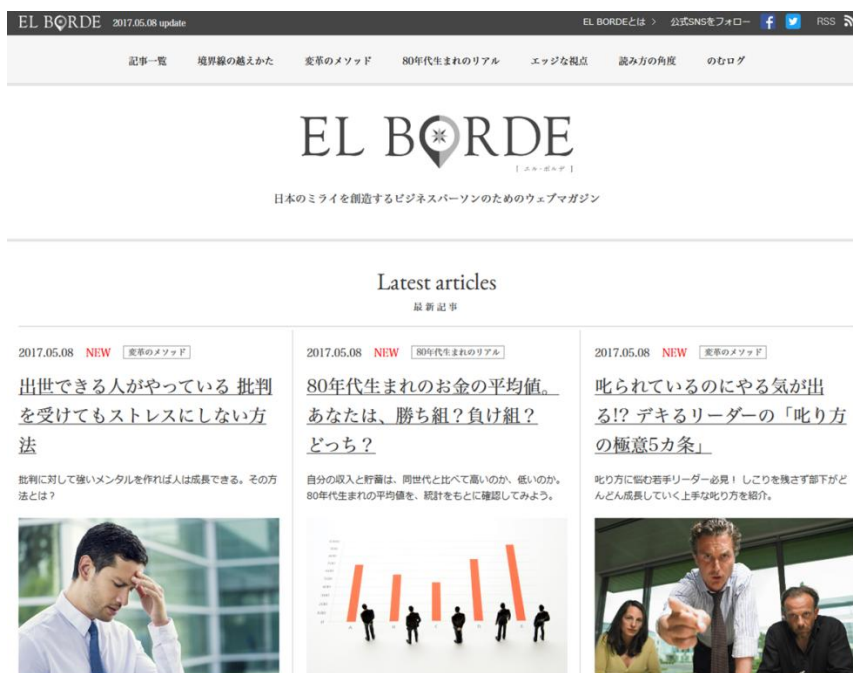 EL BORDE 2017.05.08 update
EL BORDEとは 公式SNSをフォロー RSS
記事一覧 境界線の越えかた 変革のメソッド 80年代生まれのリアル エッジな視点 読み方の角度 のむログ
EL BORDE
[ エル・ボルデ ]
日本のミライを創造するビジネスパーソンのためのウェブマガジン
Latest articles
最新記事
2017.05.08 NEW 変革のメソッド
出世できる人がやっている 批判
を受けてもストレスにしない方
法
批判に対して強いメンタルを作れば人は成長できる。その方
法とは？
2017.05.08 NEW 80年代生まれのリアル
80年代生まれのお金の平均値。
あなたは、勝ち組？負け組？
どっち？
自分の収入と貯蓄は、同世代と比べて高いのか、低いのか。
80年代生まれの平均値を、統計をもとに確認してみよう。
2017.05.08 NEW 変革のメソッド
叱られているのにやる気が出
る!? デキるリーダーの「叱り方
の極意5カ条」
叱り方に悩む若手リーダー必見！ しこりを残さず部下がど
んどん成長していく上手な叱り方を紹介。